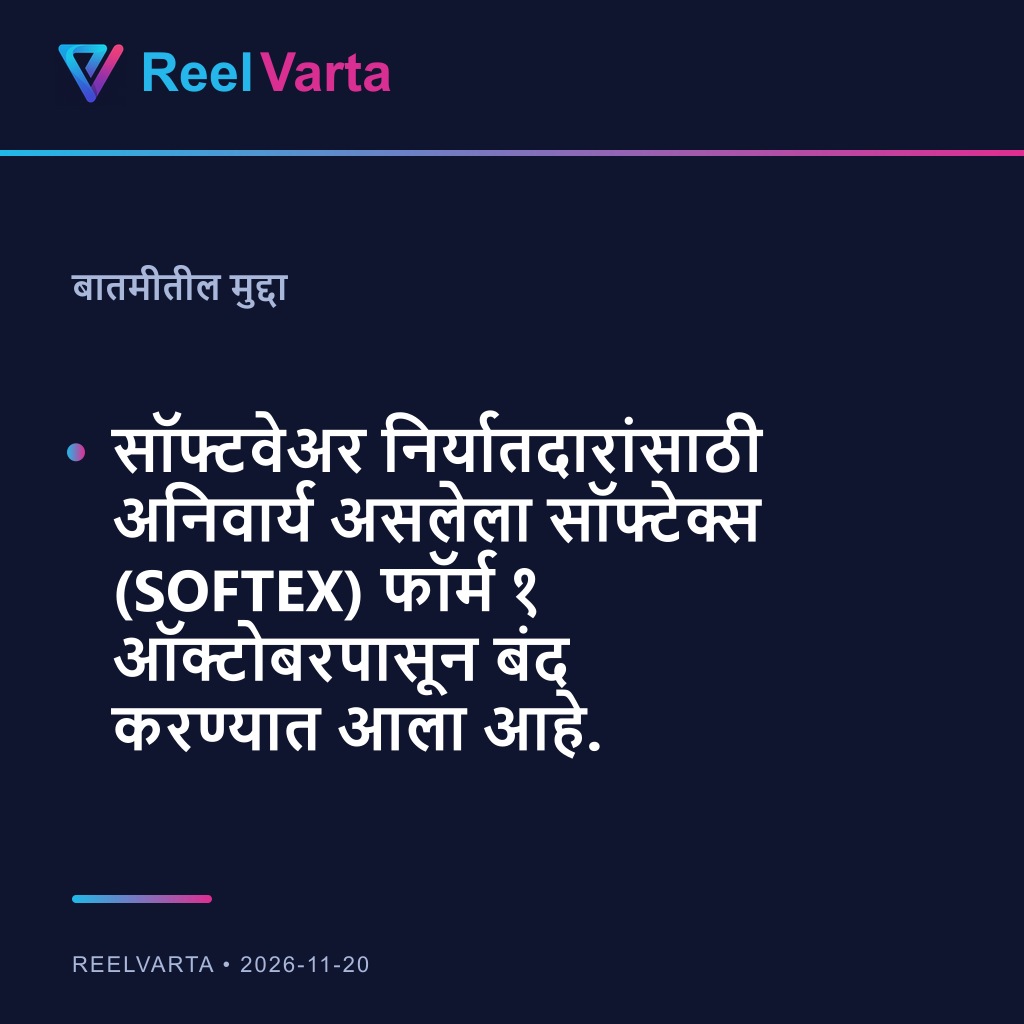 ReelVarta
बातमीतील मुद्दा
• सॉफ्टवेअर निर्यातदारांसाठी
अनिवार्य असलेला सॉफ्टेक्स
(SOFTEX) फॉर्म १
ऑक्टोबरपासून बंद
करण्यात आला आहे.
REELVARTA • 2026-11-20